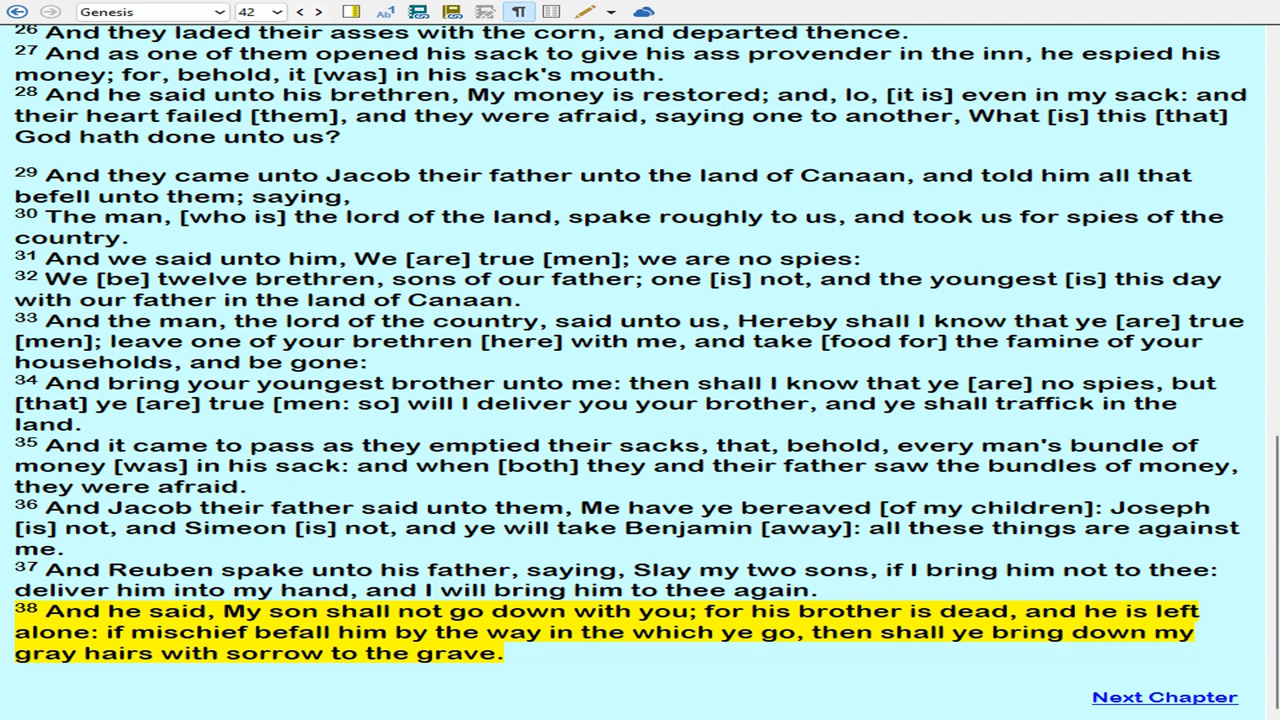 Genesis 42 < >
26 And they laded their asses with the corn, and departed thence.
27 And as one of them opened his sack to give his ass provender in the inn, he espied his
money; for, behold, it [was] in his sack's mouth.
28 And he said unto his brethren, My money is restored; and, lo, [it is] even in my sack: and
their heart failed [them], and they were afraid, saying one to another, What [is] this [that]
God hath done unto us?
29 And they came unto Jacob their father unto the land of Canaan, and told him all that
befell unto them; saying,
30 The man, [who is] the lord of the land, spake roughly to us, and took us for spies of the
country.
31 And we said unto him, We [are] true [men]; we are no spies:
32 We [be] twelve brethren, sons of our father; one [is] not, and the youngest [is] this day
with our father in the land of Canaan.
33 And the man, the lord of the country, said unto us, Hereby shall I know that ye [are] true
[men]; leave one of your brethren [here] with me, and take [food for] the famine of your
households, and be gone:
34 And bring your youngest brother unto me: then shall I know that ye [are] no spies, but
[that] ye [are] true [men: so] will I deliver you your brother, and ye shall traffick in the
land.
35 And it came to pass as they emptied their sacks, that, behold, every man's bundle of
money [was] in his sack: and when [both] they and their father saw the bundles of money,
they were afraid.
36 And Jacob their father said unto them, Me have ye bereaved [of my children]: Joseph
[is] not, and Simeon [is] not, and ye will take Benjamin [away]: all these things are against
me.
37 And Reuben spake unto his father, saying, Slay my two sons, if I bring him not to thee:
deliver him into my hand, and I will bring him to thee again.
38 And he said, My son shall not go down with you; for his brother is dead, and he is left
alone: if mischief befall him by the way in the which ye go, then shall ye bring down my
gray hairs with sorrow to the grave.
Next Chapter